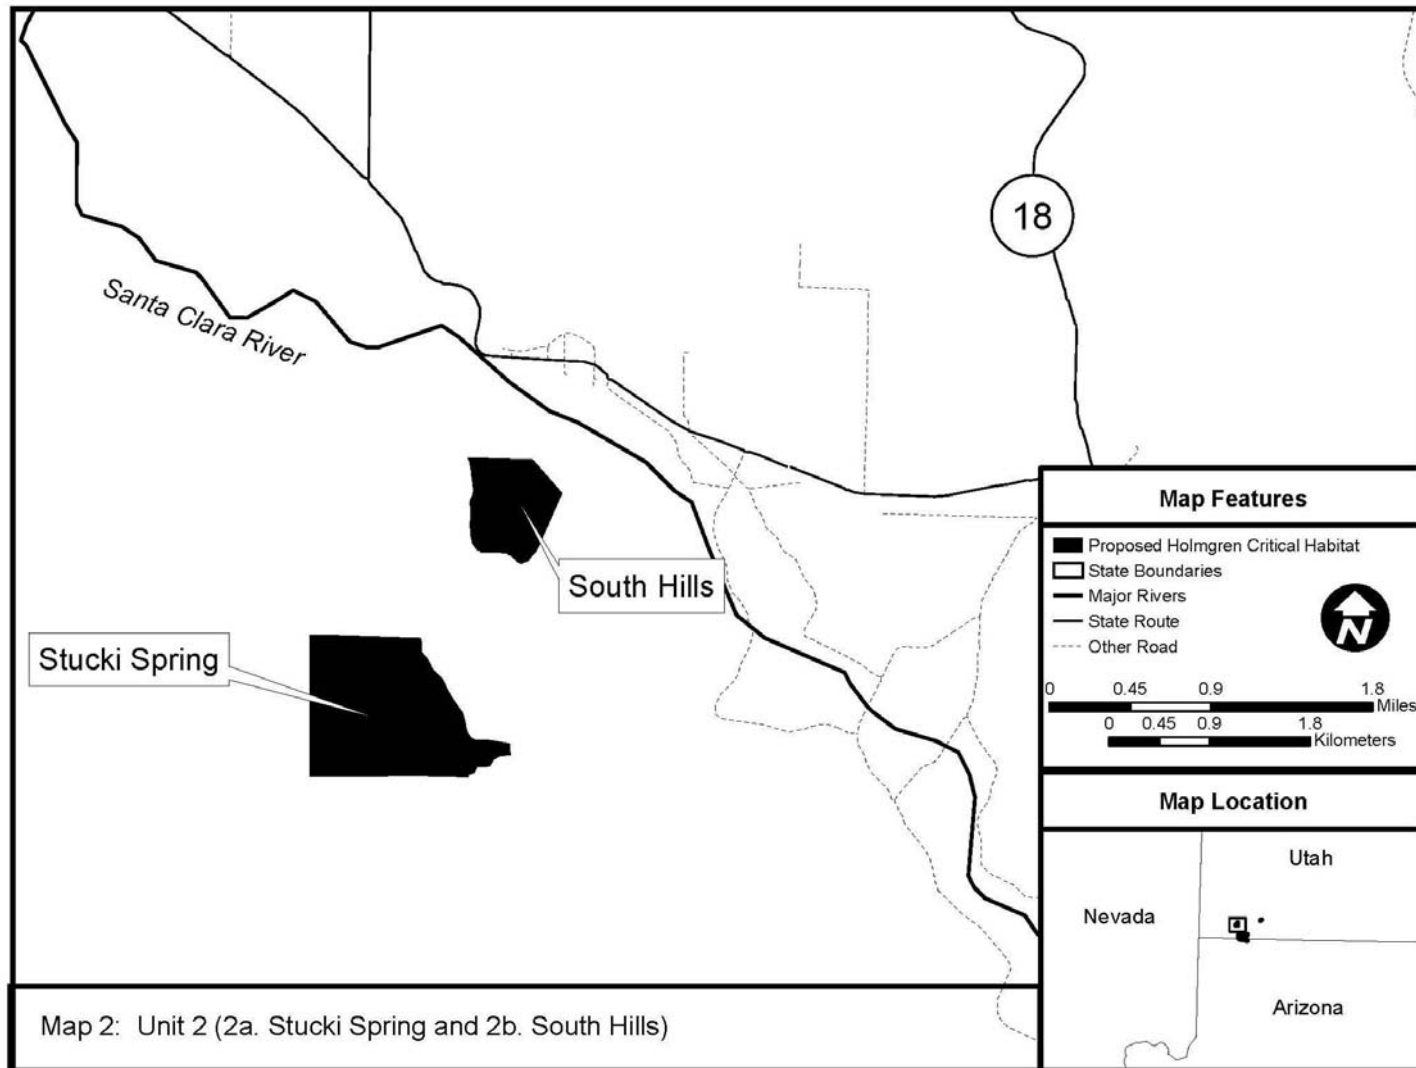 18
Santa Clara River
South Hills
Stucki Spring
Map Features
Proposed Holmgren Critical Habitat
State Boundaries
Major Rivers
State Route
Other Road
N
0 0.45 0.9 1.8
Miles
0 0.45 0.9 1.8
Kilometers
Map Location
Utah
Nevada
Arizona
Map 2: Unit 2 (2a. Stucki Spring and 2b. South Hills)